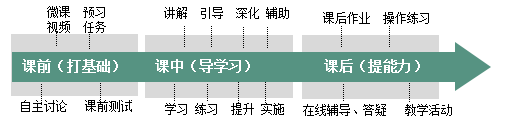 微课视频 预习任务 讲解 引导 深化 辅助 课后作业 操作练习
课前（打基础） 课中（导学习） 课后（提能力）
自主讨论 课前测试 学习 练习 提升 实施 在线辅导、答疑 教学活动